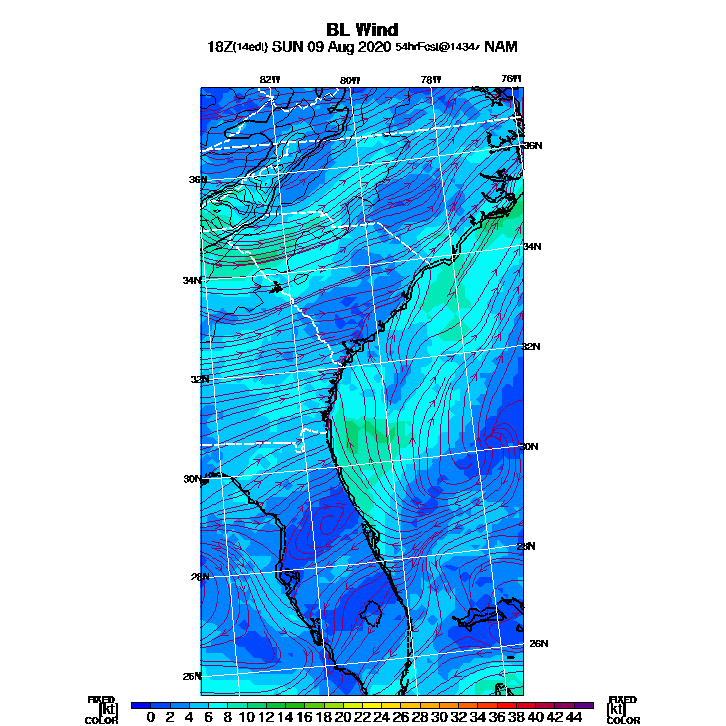 BL Wind
18Z(14edt) SUN 09 Aug 2020 54hrFcst@1434z NAM
82W 80W 78W 76W
36N
36N
34N
34N
32N
32N
30N
30N
28N
28N
26N
26N
FIXED FIXED
[kt] 0 2 4 6 8 10 12 14 16 18 20 22 24 26 28 30 32 34 36 38 40 42 44 [kt]
COLOR COLOR